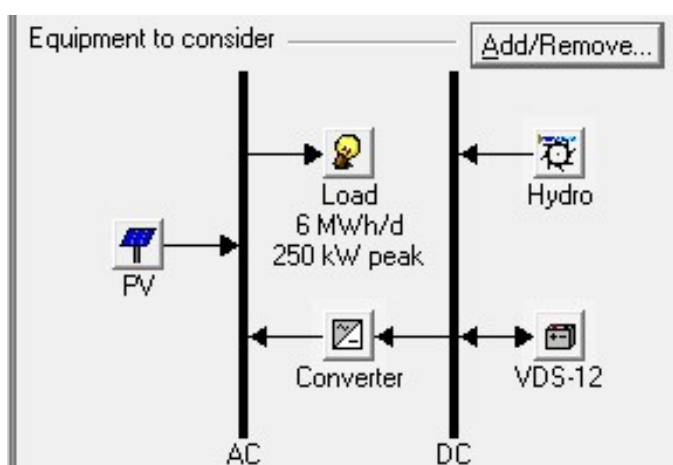 Equipment to consider
Add/Remove...
Load
6 MWh/d
250 kW peak
Hydro
PV
Converter
VDS-12
AC
DC